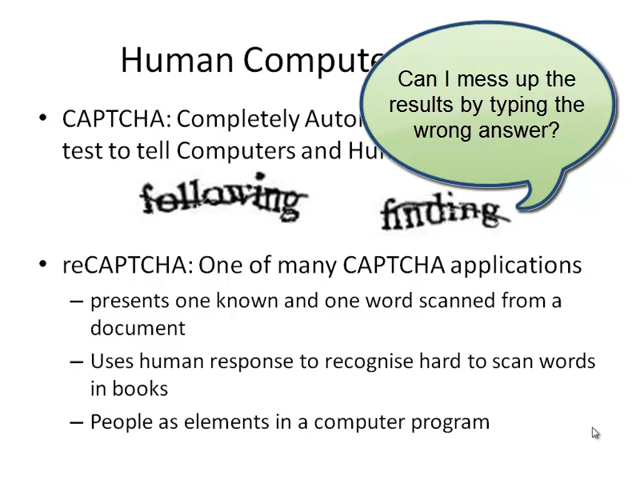 Human Compute
Can I mess up the
results by typing the
wrong answer?
• CAPTCHA: Completely Autom
test to tell Computers and Hu
following finding
• reCAPTCHA: One of many CAPTCHA applications
– presents one known and one word scanned from a
document
– Uses human response to recognise hard to scan words
in books
– People as elements in a computer program